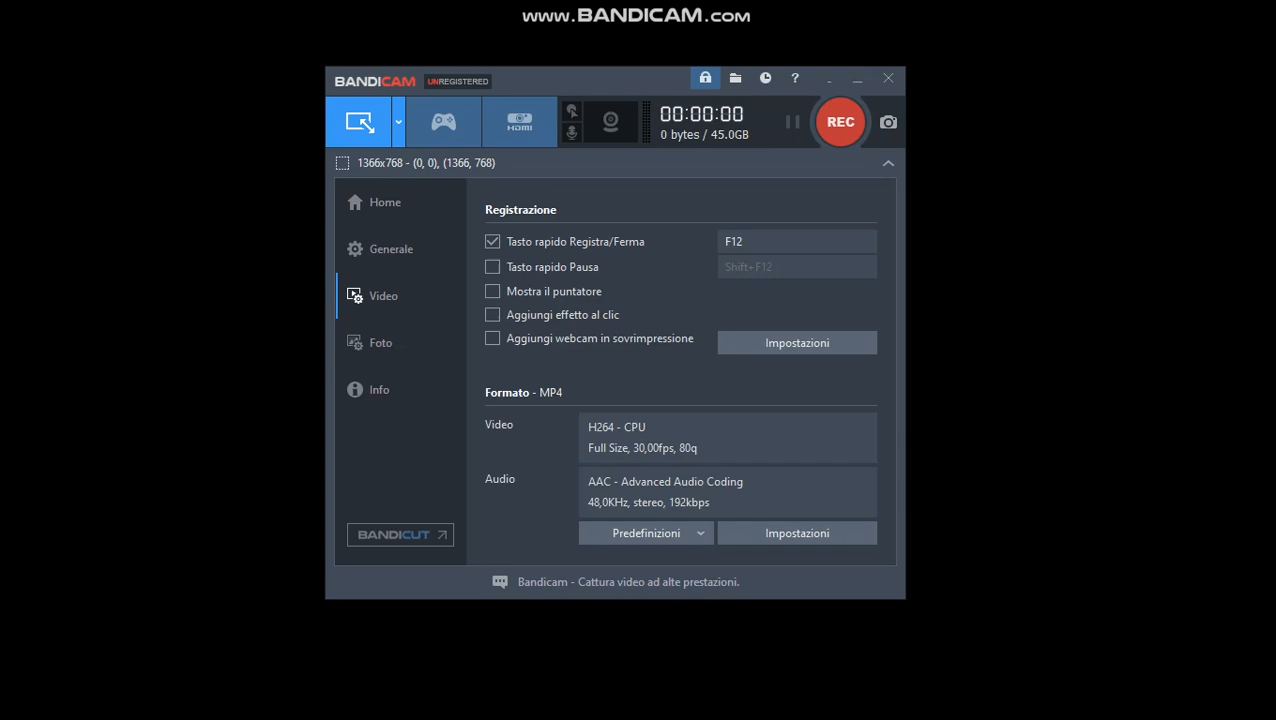 www.BANDICAM.com
BANDICAM UNREGISTERED
?
HDMI
00:00:00
0 bytes / 45.0GB
REC
1366x768 - (0, 0), (1366, 768)
Home
Generale
Video
Foto
Info
BANDICUT
Registrazione
Tasto rapido Registra/Ferma F12
Tasto rapido Pausa Shift+F12
Mostra il puntatore
Aggiungi effetto al clic
Aggiungi webcam in sovrimpressione Impostazioni
Formato - MP4
Video H264 - CPU
Full Size, 30,00fps, 80q
Audio AAC - Advanced Audio Coding
48,0KHz, stereo, 192kbps
Predefinizioni Impostazioni
Bandicam - Cattura video ad alte prestazioni.